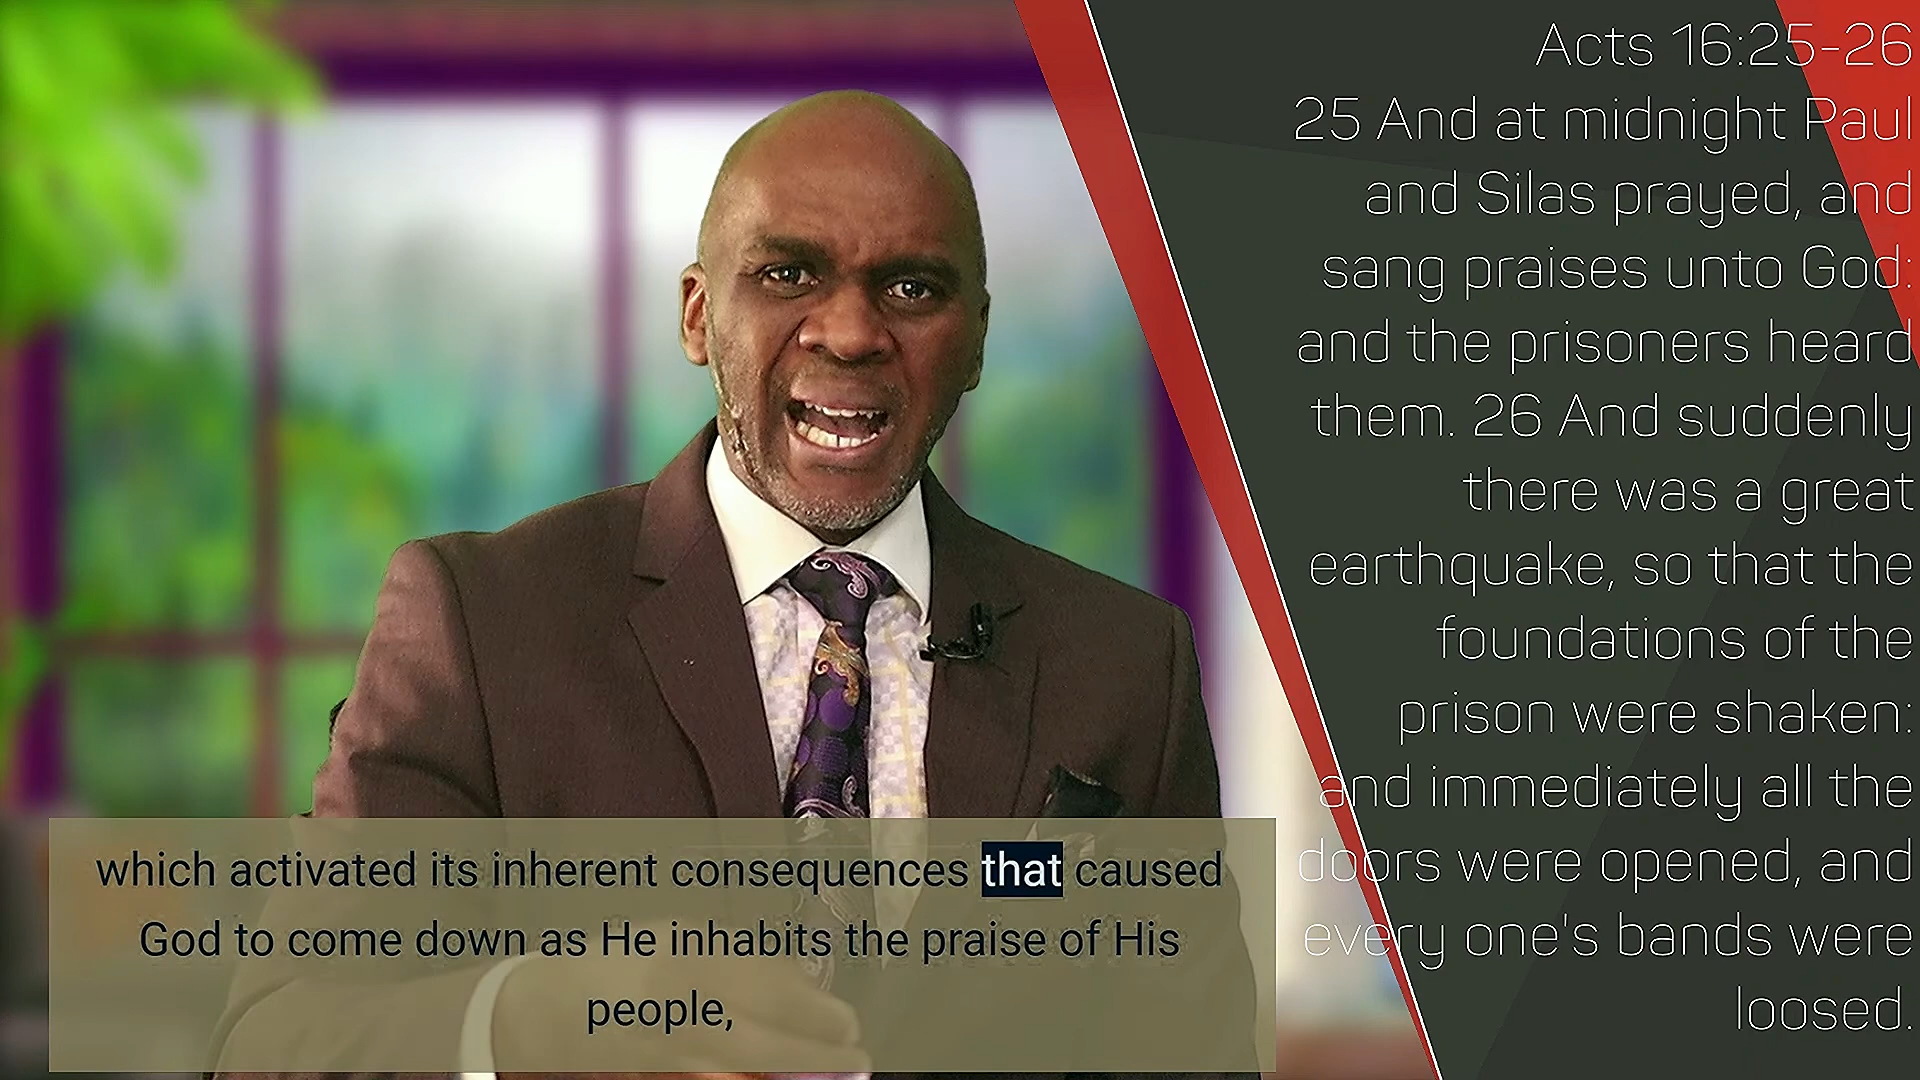 Acts 16:25-26
25 And at midnight Paul
and Silas prayed, and
sang praises unto God:
and the prisoners heard
them. 26 And suddenly
there was a great
earthquake, so that the
foundations of the
prison were shaken:
and immediately all the
doors were opened, and
every one's bands were
loosed.
which activated its inherent consequences that caused
God to come down as He inhabits the praise of His
people,